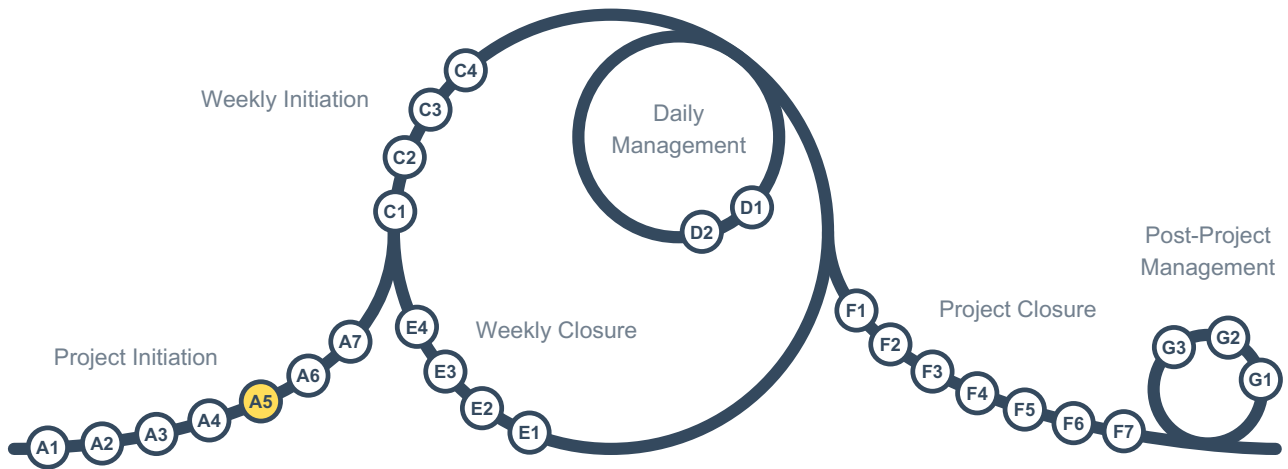 Weekly Initiation
C4
C3
C2
C1
Daily
Management
D1
D2
Post-Project
Management
Project Closure
F1
F2
F3
F4
F5
F6
F7
G3
G2
G1
Weekly Closure
E4
E3
E2
E1
Project Initiation
A1
A2
A3
A4
A5
A6
A7